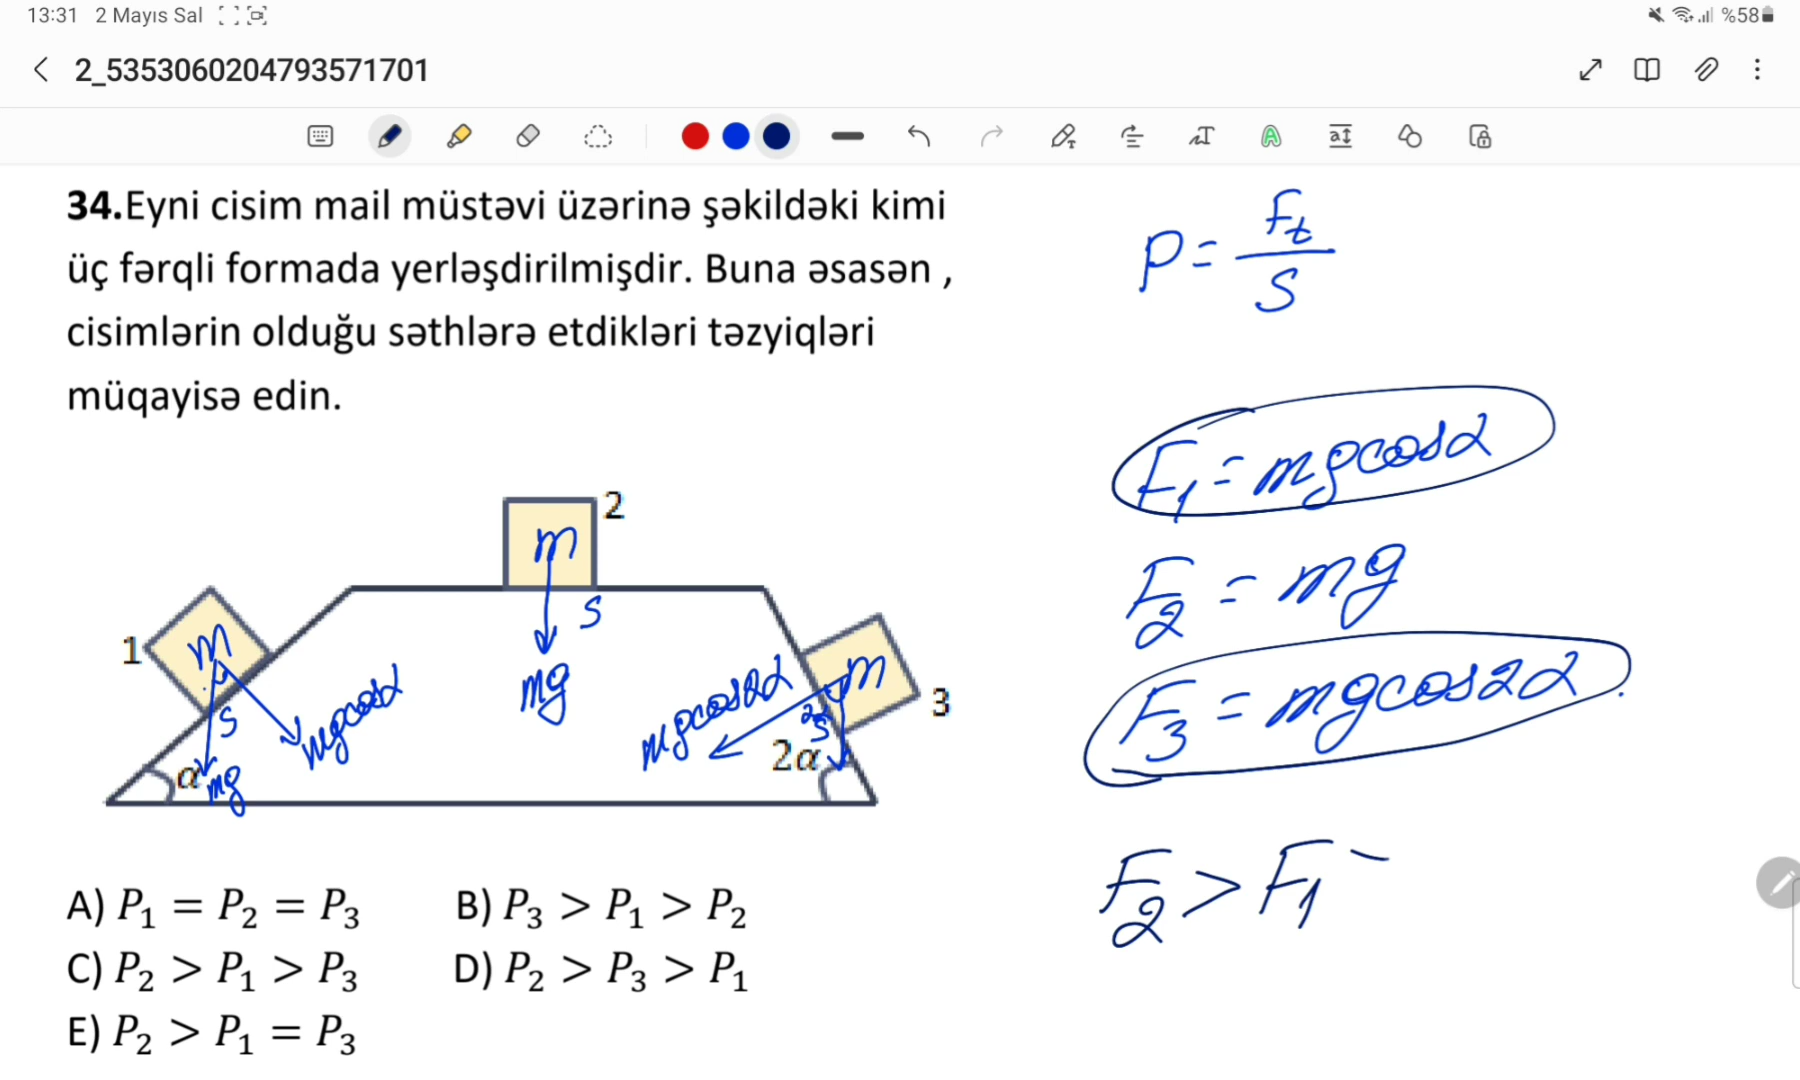 13:31 2 Mayıs Sal %58
2_5353060204793571701
34.Eyni cisim mail müstəvi üzərinə şəkildəki kimi
üç fərqli formada yerləşdirilmişdir. Buna əsasən ,
cisimlərin olduğu səthlərə etdikləri təzyiqləri
müqayisə edin.
P = Ft / S
F₁ = mgcosα
F₂ = mg
F₃ = mgcos2α
F₂ > F₁
2
m
S
mg
1
m
S
mgcosα
α
mg
m
3
mgcos2α
2α
A) P₁ = P₂ = P₃ B) P₃ > P₁ > P₂
C) P₂ > P₁ > P₃ D) P₂ > P₃ > P₁
E) P₂ > P₁ = P₃